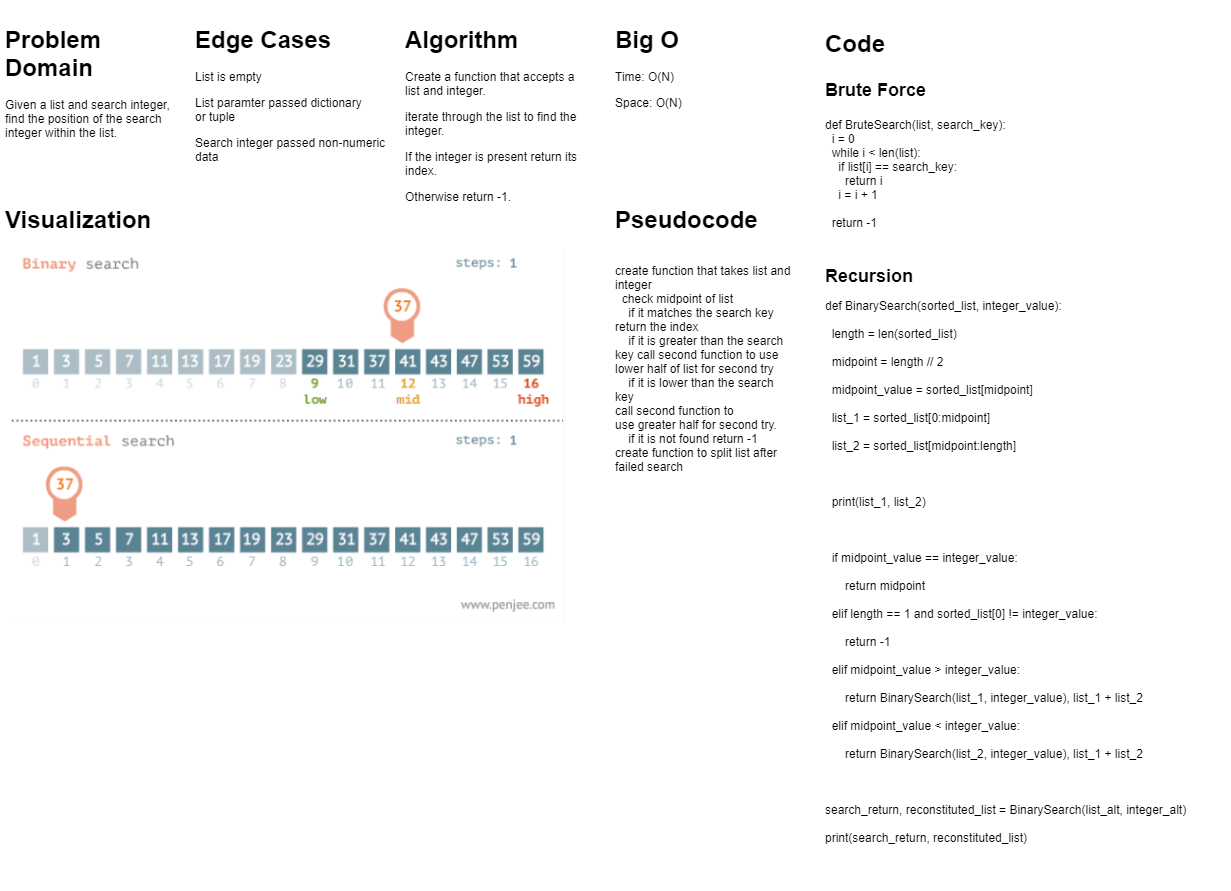 Problem
Domain
Given a list and search integer,
find the position of the search
integer within the list.
Edge Cases
List is empty
List paramter passed dictionary
or tuple
Search integer passed non-numeric
data
Algorithm
Create a function that accepts a
list and integer.
iterate through the list to find the
integer.
If the integer is present return its
index.
Otherwise return -1.
Big O
Time: O(N)
Space: O(N)
Visualization
Binary search
steps: 1
37
1 3 5 7 11 13 17 19 23 29 31 37 41 43 47 53 59
0 1 2 3 4 5 6 7 8 9 10 11 12 13 14 15 16
low mid high
Sequential search
steps: 1
37
1 3 5 7 11 13 17 19 23 29 31 37 41 43 47 53 59
0 1 2 3 4 5 6 7 8 9 10 11 12 13 14 15 16
www.penjee.com
Pseudocode
create function that takes list and
integer
check midpoint of list
if it matches the search key
return the index
if it is greater than the search
key call second function to use
lower half of list for second try
if it is lower than the search
key
call second function to
use greater half for second try.
if it is not found return -1
create function to split list after
failed search
Code
Brute Force
def BruteSearch(list, search_key):
i = 0
while i < len(list):
if list[i] == search_key:
return i
i = i + 1
return -1
Recursion
def BinarySearch(sorted_list, integer_value):
length = len(sorted_list)
midpoint = length // 2
midpoint_value = sorted_list[midpoint]
list_1 = sorted_list[0:midpoint]
list_2 = sorted_list[midpoint:length]
print(list_1, list_2)
if midpoint_value == integer_value:
return midpoint
elif length == 1 and sorted_list[0] != integer_value:
return -1
elif midpoint_value > integer_value:
return BinarySearch(list_1, integer_value), list_1 + list_2
elif midpoint_value < integer_value:
return BinarySearch(list_2, integer_value), list_1 + list_2
search_return, reconstituted_list = BinarySearch(list_alt, integer_alt)
print(search_return, reconstituted_list)